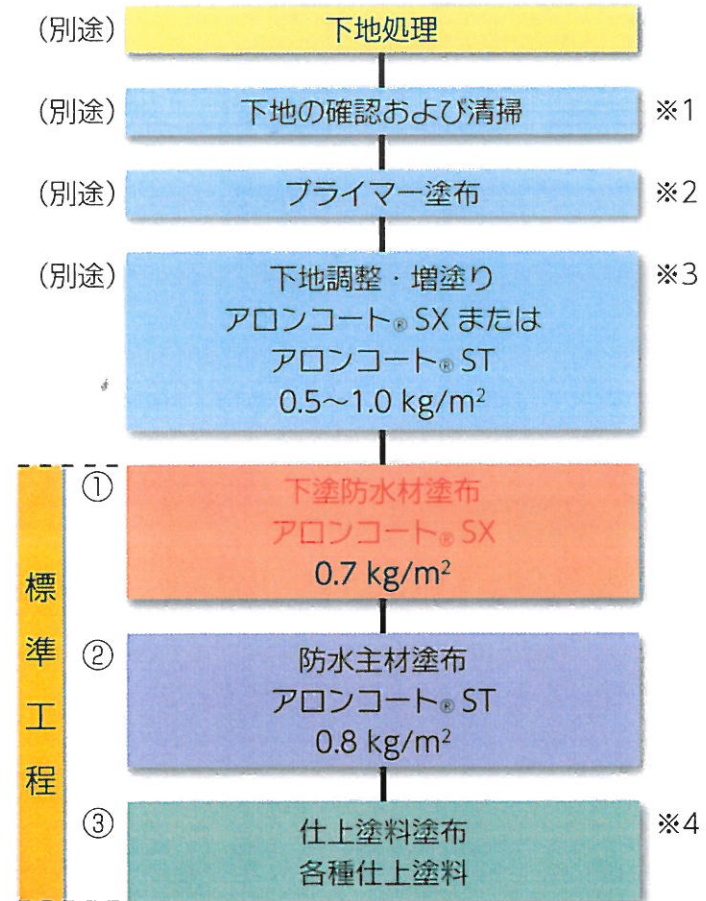 (別途) 下地処理
(別途) 下地の確認および清掃 ※1
(別途) プライマー塗布 ※2
(別途) 下地調整・増塗り ※3
アロンコート® SX または
アロンコート® ST
0.5〜1.0 kg/m²
標準工程
① 下塗防水材塗布
アロンコート® SX
0.7 kg/m²
② 防水主材塗布
アロンコート® ST
0.8 kg/m²
③ 仕上塗料塗布 ※4
各種仕上塗料